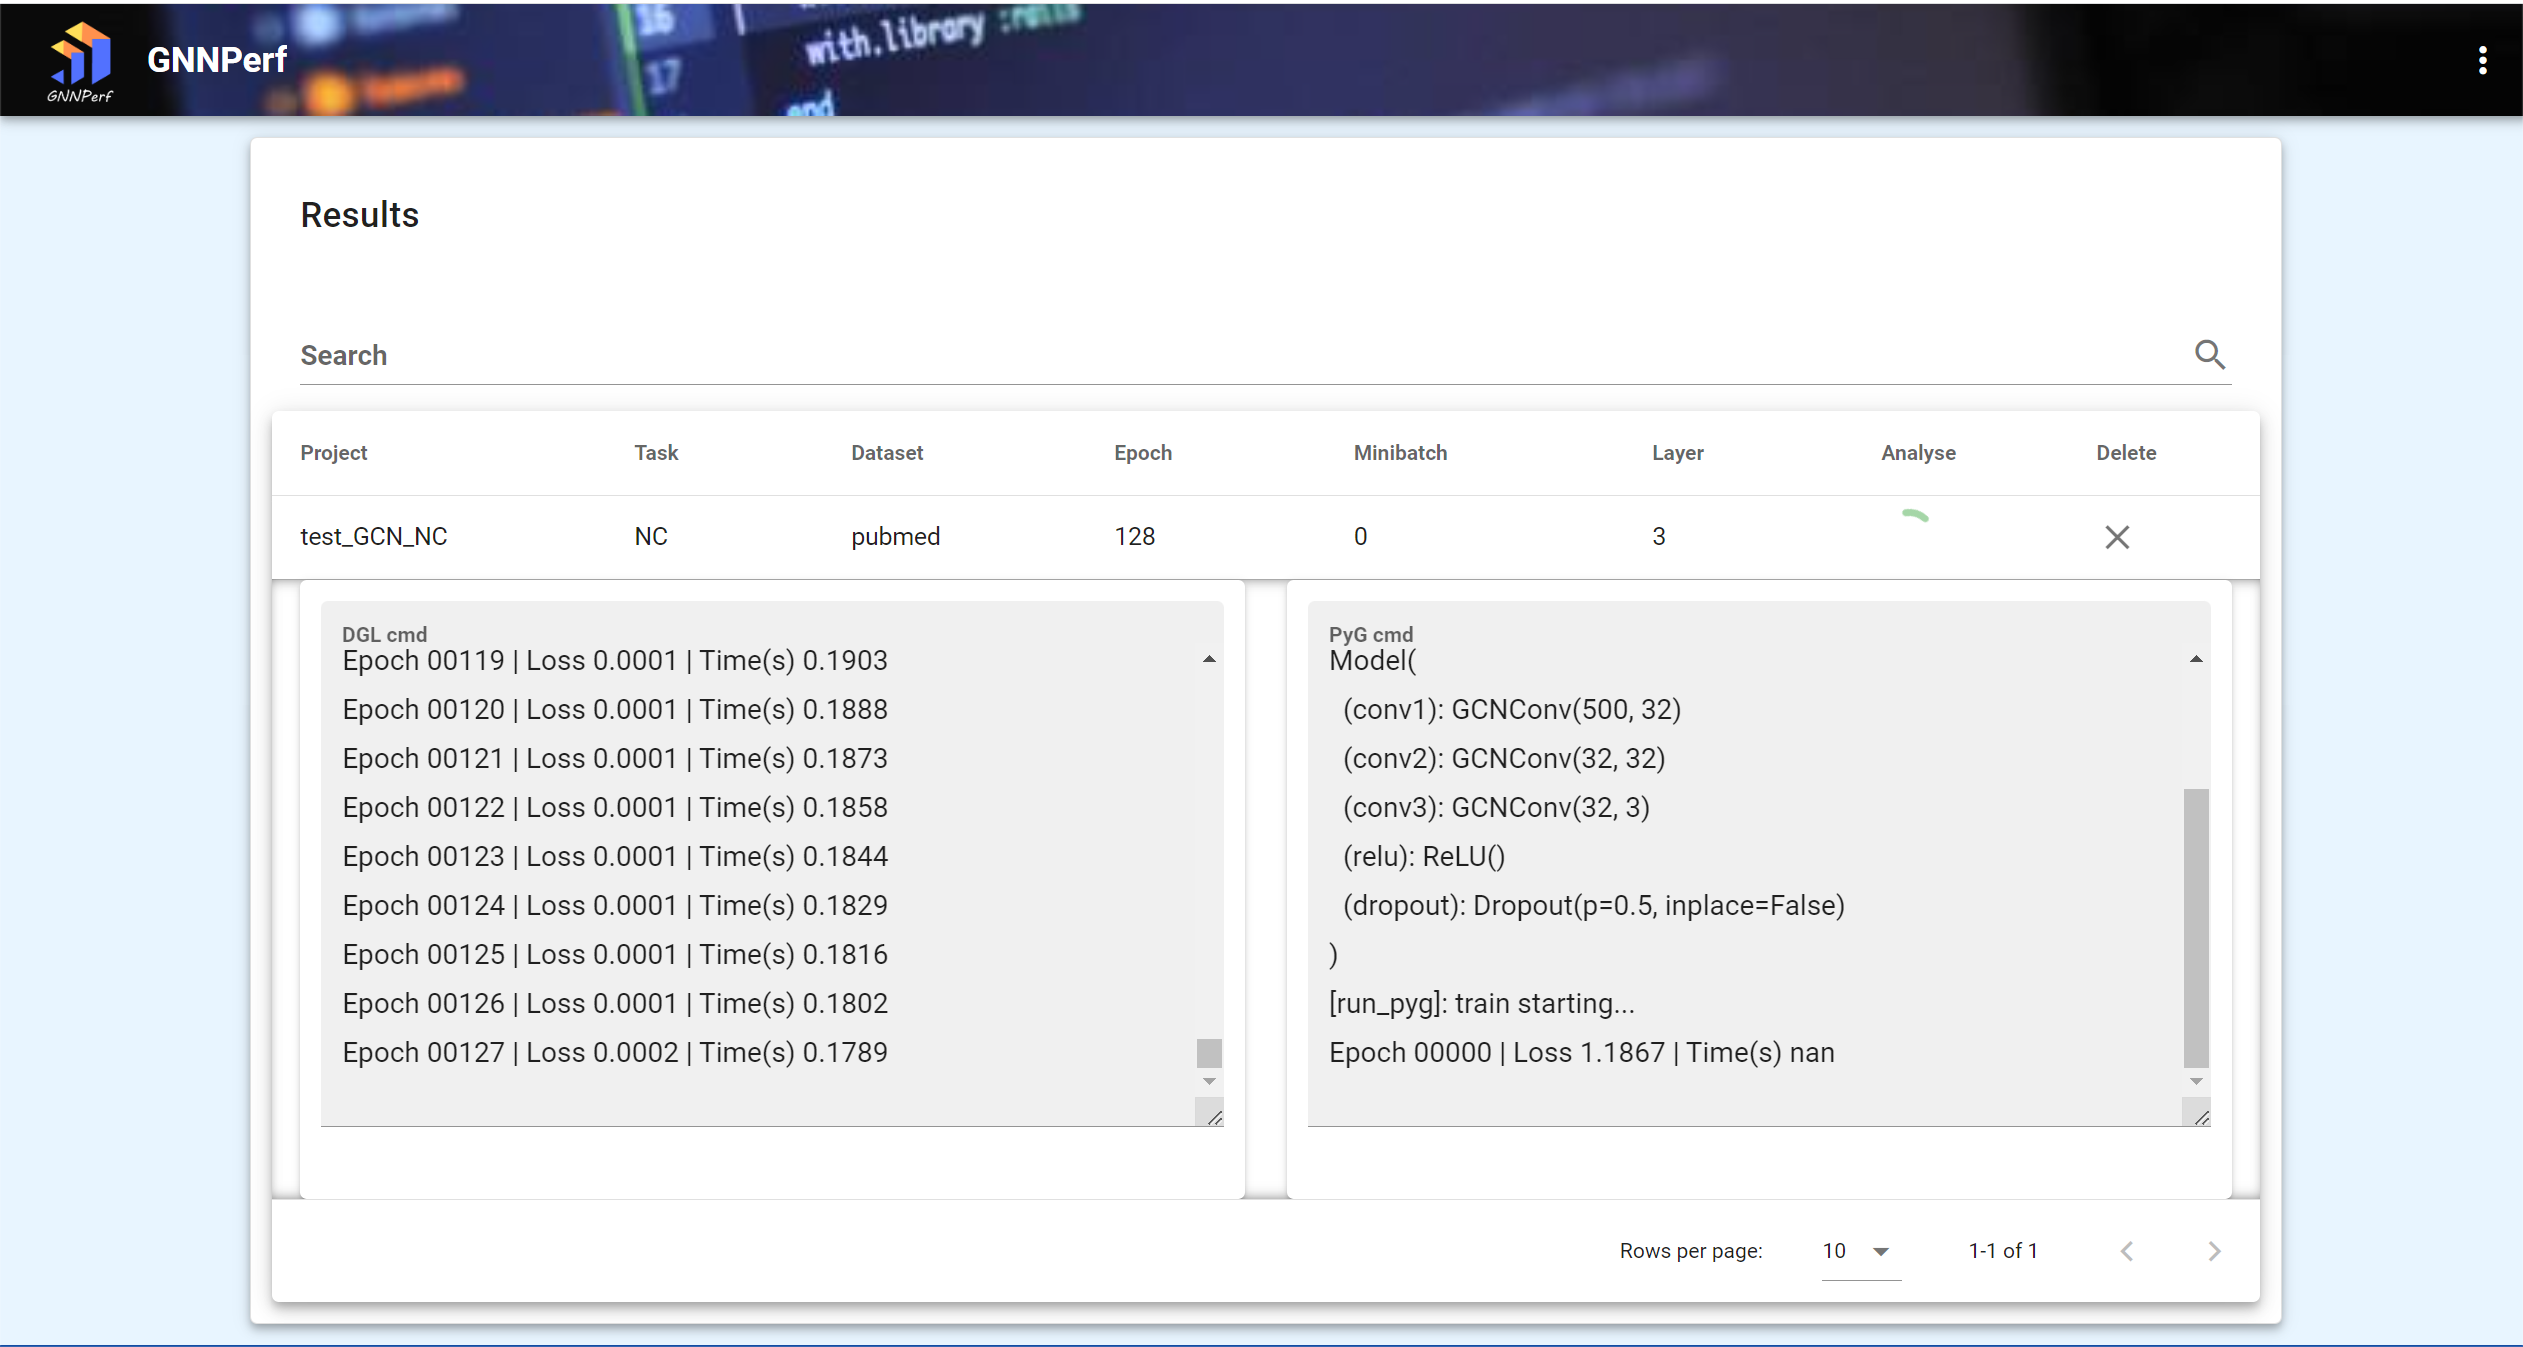 GNNPerf
GNNPerf
16
with.library :rails
17
end
Results
Search
Project Task Dataset Epoch Minibatch Layer Analyse Delete
test_GCN_NC NC pubmed 128 0 3
DGL cmd
Epoch 00119 | Loss 0.0001 | Time(s) 0.1903
Epoch 00120 | Loss 0.0001 | Time(s) 0.1888
Epoch 00121 | Loss 0.0001 | Time(s) 0.1873
Epoch 00122 | Loss 0.0001 | Time(s) 0.1858
Epoch 00123 | Loss 0.0001 | Time(s) 0.1844
Epoch 00124 | Loss 0.0001 | Time(s) 0.1829
Epoch 00125 | Loss 0.0001 | Time(s) 0.1816
Epoch 00126 | Loss 0.0001 | Time(s) 0.1802
Epoch 00127 | Loss 0.0002 | Time(s) 0.1789
PyG cmd
Model(
(conv1): GCNConv(500, 32)
(conv2): GCNConv(32, 32)
(conv3): GCNConv(32, 3)
(relu): ReLU()
(dropout): Dropout(p=0.5, inplace=False)
)
[run_pyg]: train starting...
Epoch 00000 | Loss 1.1867 | Time(s) nan
Rows per page: 10 1-1 of 1